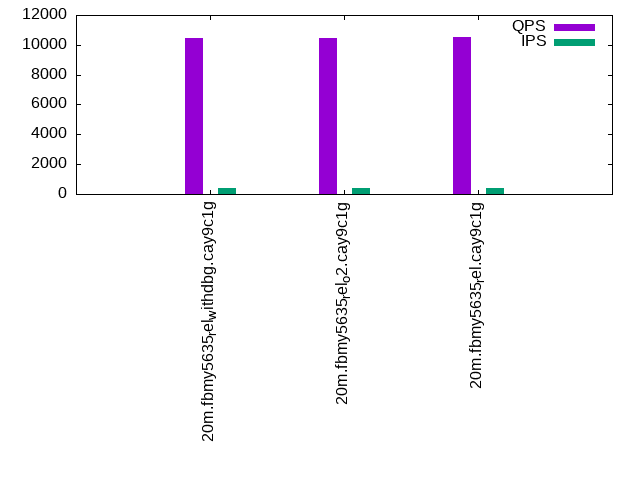 12000
10000
8000
6000
4000
2000
0
QPS
IPS
20m.fbmy5635relwithdbg.cay9c1g
20m.fbmy5635relo2.cay9c1g
20m.fbmy5635rel.cay9c1g